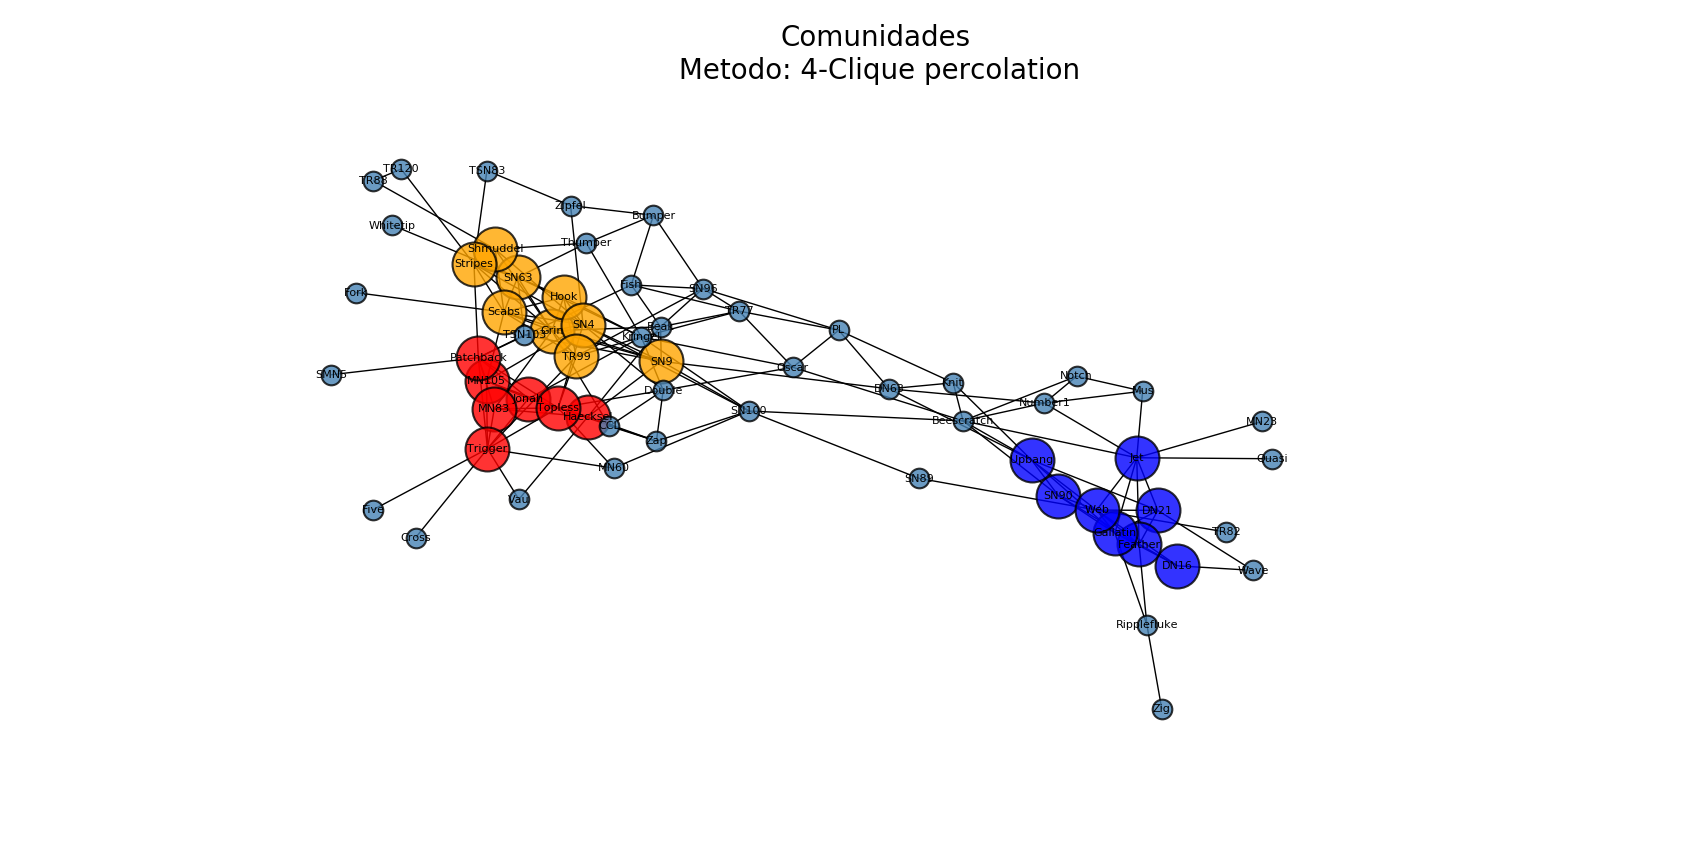 Comunidades
Metodo: 4-Clique percolation
TR120
TR88
TSN83
Zipfel
Bumper
Whitetip
Thumper
Shmuddel
Stripes
SN63
Fish
SN96
Fork
Hook
Scabs
TR77
SN4
Beak
PL
Grin
TSN103
Kringel
Patchback
TR99
SN9
Oscar
SMN5
MN105
Double
DN63
Knit
Notch
Mus
Jonah
Number1
MN83
Topless
Haecksel
SN100
Beescratch
MN23
CCL
Zap
Trigger
MN60
Upbang
Jet
Quasi
SN89
Vau
SN90
Five
Web
DN21
Cross
Gallatin
TR82
Feather
DN16
Wave
Ripplefluke
Zig